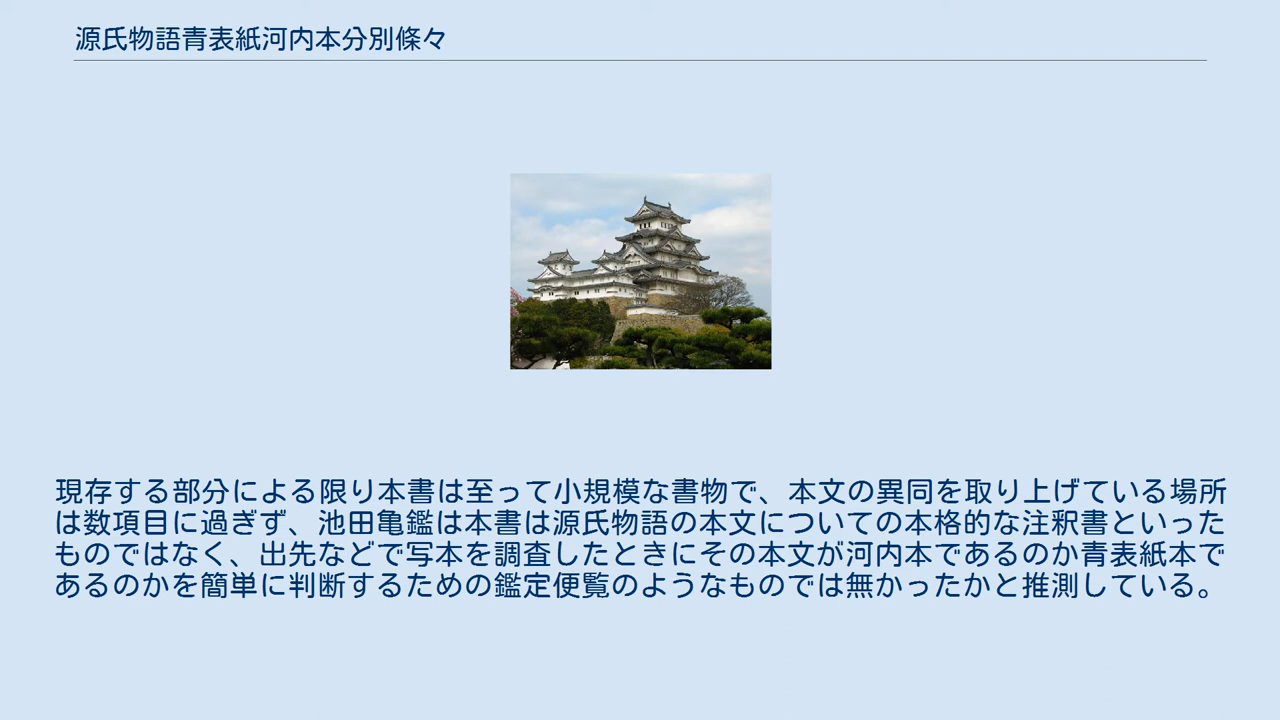 源氏物語青表紙河内本分別條々
現存する部分による限り本書は至って小規模な書物で、本文の異同を取り上げている場所
は数項目に過ぎず、池田亀鑑は本書は源氏物語の本文についての本格的な注釈書といった
ものではなく、出先などで写本を調査したときにその本文が河内本であるのか青表紙本で
あるのかを簡単に判断するための鑑定便覧のようなものでは無かったかと推測している。